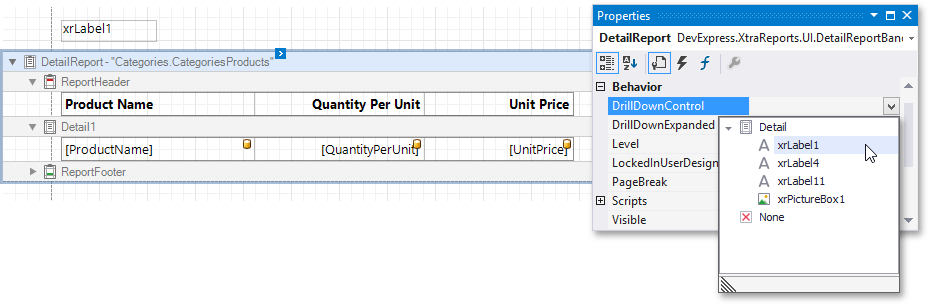 xrLabel1
DetailReport - "Categories.CategoriesProducts"
ReportHeader
Product Name Quantity Per Unit Unit Price
Detail1
[ProductName] [QuantityPerUnit] [UnitPrice]
ReportFooter
Properties
DetailReport DevExpress.XtraReports.UI.DetailReportBand
Behavior
DrillDownControl
DrillDownExpanded
Level
LockedInUserDesign
PageBreak
Scripts
Visible
Detail
xrLabel1
xrLabel4
xrLabel11
xrPictureBox1
None